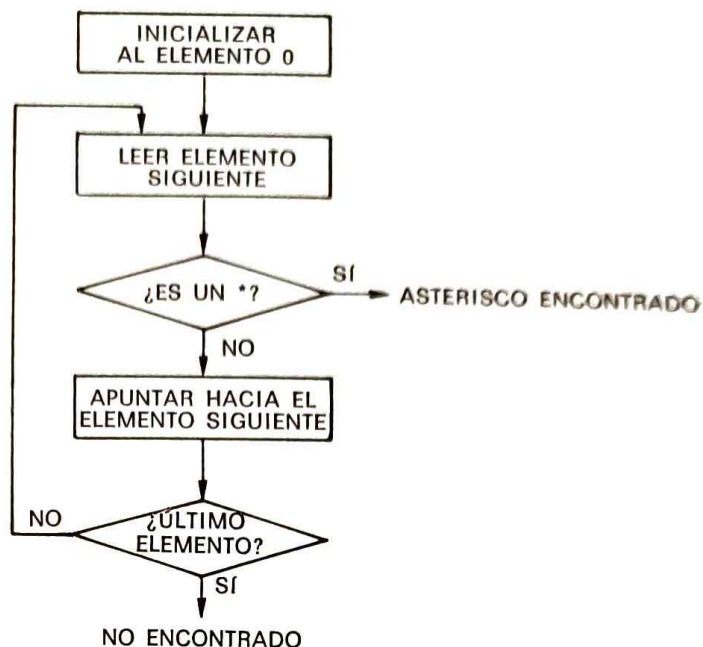 INICIALIZAR
AL ELEMENTO 0
LEER ELEMENTO
SIGUIENTE
¿ES UN *?
SÍ
ASTERISCO ENCONTRADO
NO
APUNTAR HACIA EL
ELEMENTO SIGUIENTE
NO
¿ÚLTIMO
ELEMENTO?
SÍ
NO ENCONTRADO